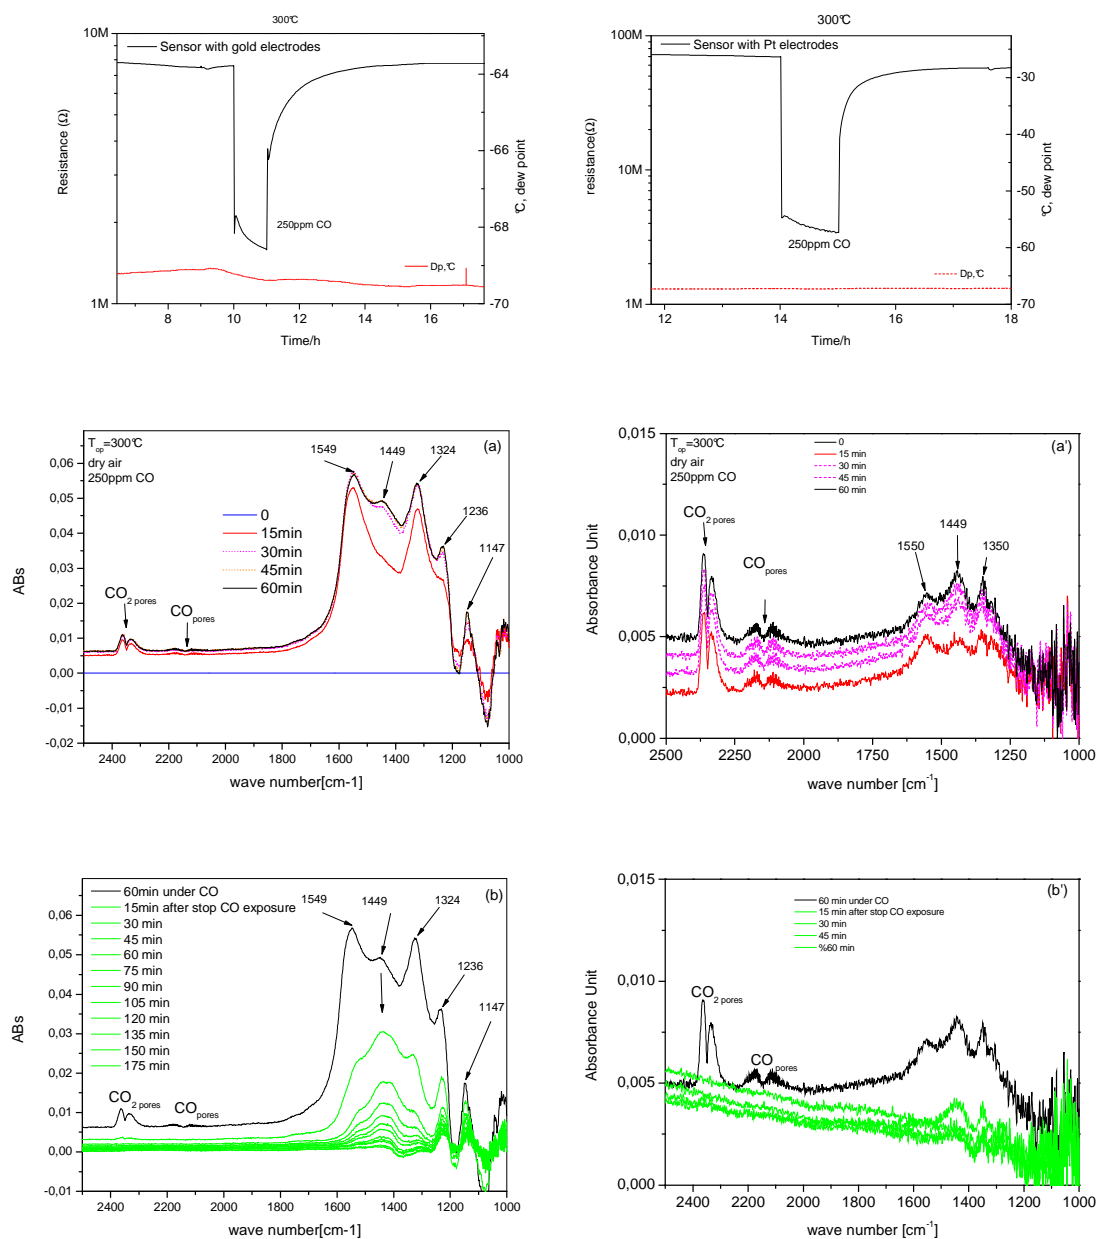 300°C
10M
Sensor with gold electrodes
-64
Resistance (Ω)
-66
°C, dew point
250ppm CO
-68
Dp,°C
1M
-70
8
10
12
14
16
Time/h
300°C
100M
Sensor with Pt electrodes
-30
resistance(Ω)
-40
°C, dew point
10M
-50
250ppm CO
-60
Dp,°C
1M
-70
12
14
16
18
Time/h
Top=300°C
dry air
250ppm CO
(a)
1549
1449
1324
1236
1147
0
15min
30min
45min
60min
CO2 pores
COpores
ABs
0,06
0,05
0,04
0,03
0,02
0,01
0,00
-0,01
-0,02
2400
2200
2000
1800
1600
1400
1200
1000
wave number[cm-1]
0,015
Top=300°C
dry air
250ppm CO
(a')
0
15 min
30 min
45 min
60 min
CO2 pores
COpores
1550
1449
1350
Absorbance Unit
0,010
0,005
0,000
2500
2250
2000
1750
1500
1250
1000
wave number [cm-1]
(b)
60min under CO
15min after stop CO exposure
30 min
45 min
60 min
75 min
90 min
105 min
120 min
135 min
150 min
175 min
1549
1449
1324
1236
1147
CO2 pores
COpores
ABs
0,06
0,05
0,04
0,03
0,02
0,01
0,00
-0,01
2400
2200
2000
1800
1600
1400
1200
1000
wave number[cm-1]
0,015
(b')
60 min under CO
15 min after stop CO exposure
30 min
45 min
%60 min
CO2 pores
COpores
Absorbance Unit
0,010
0,005
0,000
2400
2200
2000
1800
1600
1400
1200
1000
wave number [cm-1]